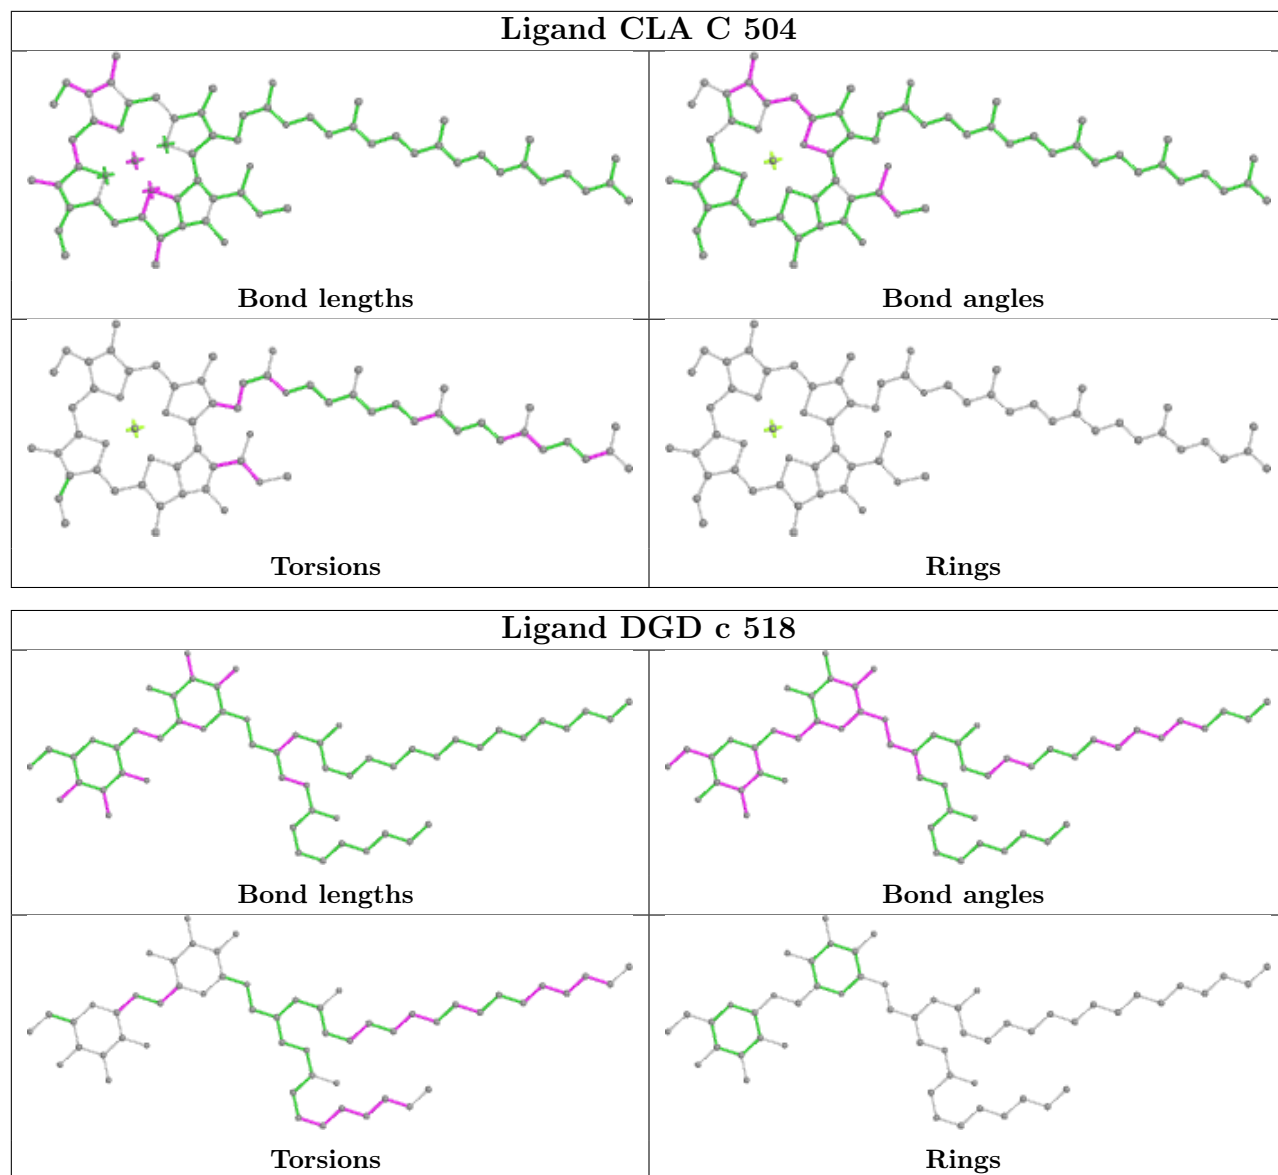 Ligand CLA C 504
Bond lengths
Bond angles
Torsions
Rings
Ligand DGD c 518
Bond lengths
Bond angles
Torsions
Rings